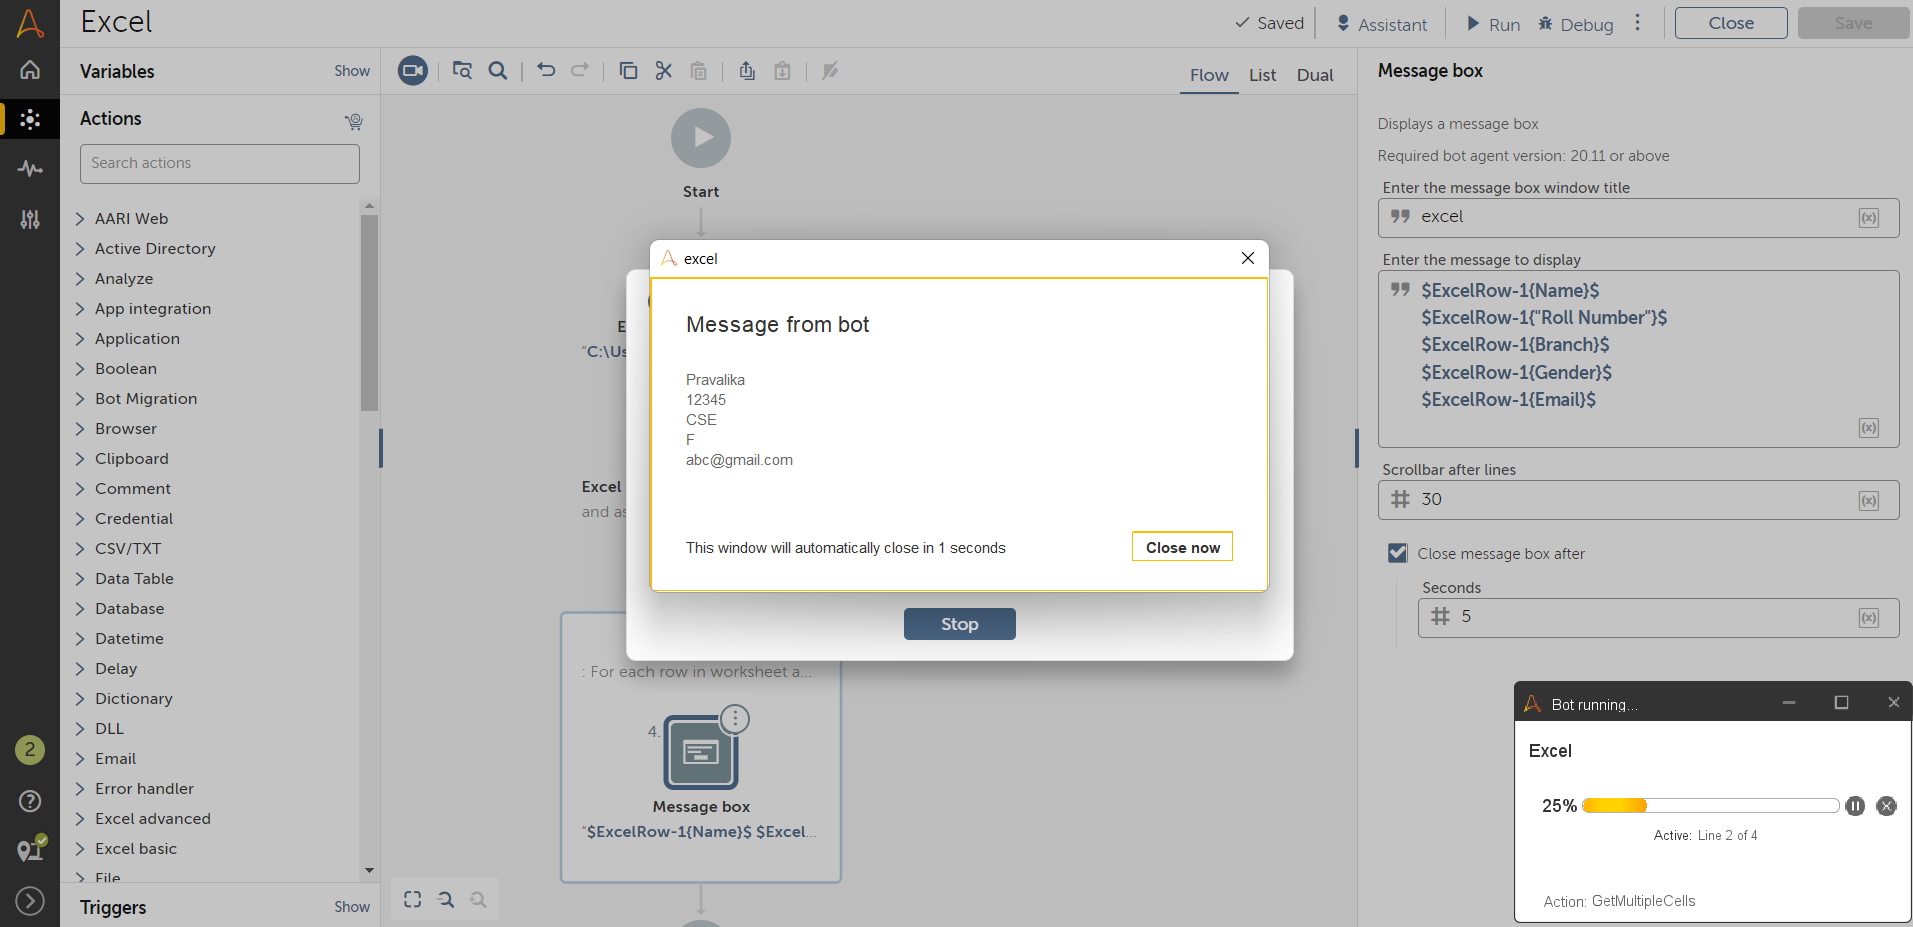 Excel
Saved
Assistant
Run
Debug
Close
Save
Variables
Show
Actions
Search actions
AARI Web
Active Directory
Analyze
App integration
Application
Boolean
Bot Migration
Browser
Clipboard
Comment
Credential
CSV/TXT
Data Table
Database
Datetime
Delay
Dictionary
DLL
Email
Error handler
Excel advanced
Excel basic
File
Triggers
Show
2
Flow
List
Dual
Start
E
"C:\Us
Excel
and as
: For each row in worksheet a...
4.
Message box
"$ExcelRow-1{Name}$ $Excel...
excel
Message from bot
Pravalika
12345
CSE
F
abc@gmail.com
This window will automatically close in 1 seconds
Close now
Stop
Message box
Displays a message box
Required bot agent version: 20.11 or above
Enter the message box window title
excel
(x)
Enter the message to display
$ExcelRow-1{Name}$
$ExcelRow-1{"Roll Number"}$
$ExcelRow-1{Branch}$
$ExcelRow-1{Gender}$
$ExcelRow-1{Email}$
(x)
Scrollbar after lines
30
(x)
Close message box after
Seconds
5
(x)
Bot running...
Excel
25%
Active: Line 2 of 4
Action: GetMultipleCells